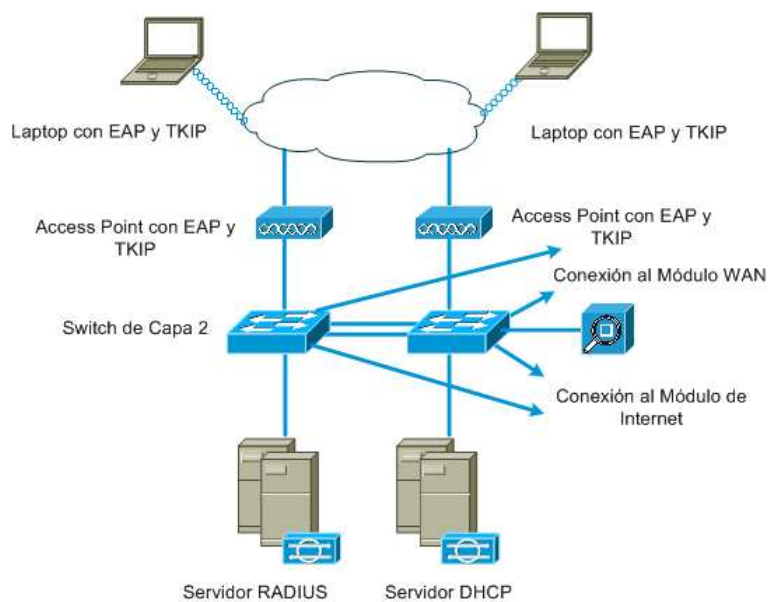 Laptop con EAP y TKIP
Laptop con EAP y TKIP
Access Point con EAP y
TKIP
Access Point con EAP y
TKIP
Conexión al Módulo WAN
Switch de Capa 2
Conexión al Módulo de
Internet
Servidor RADIUS
Servidor DHCP